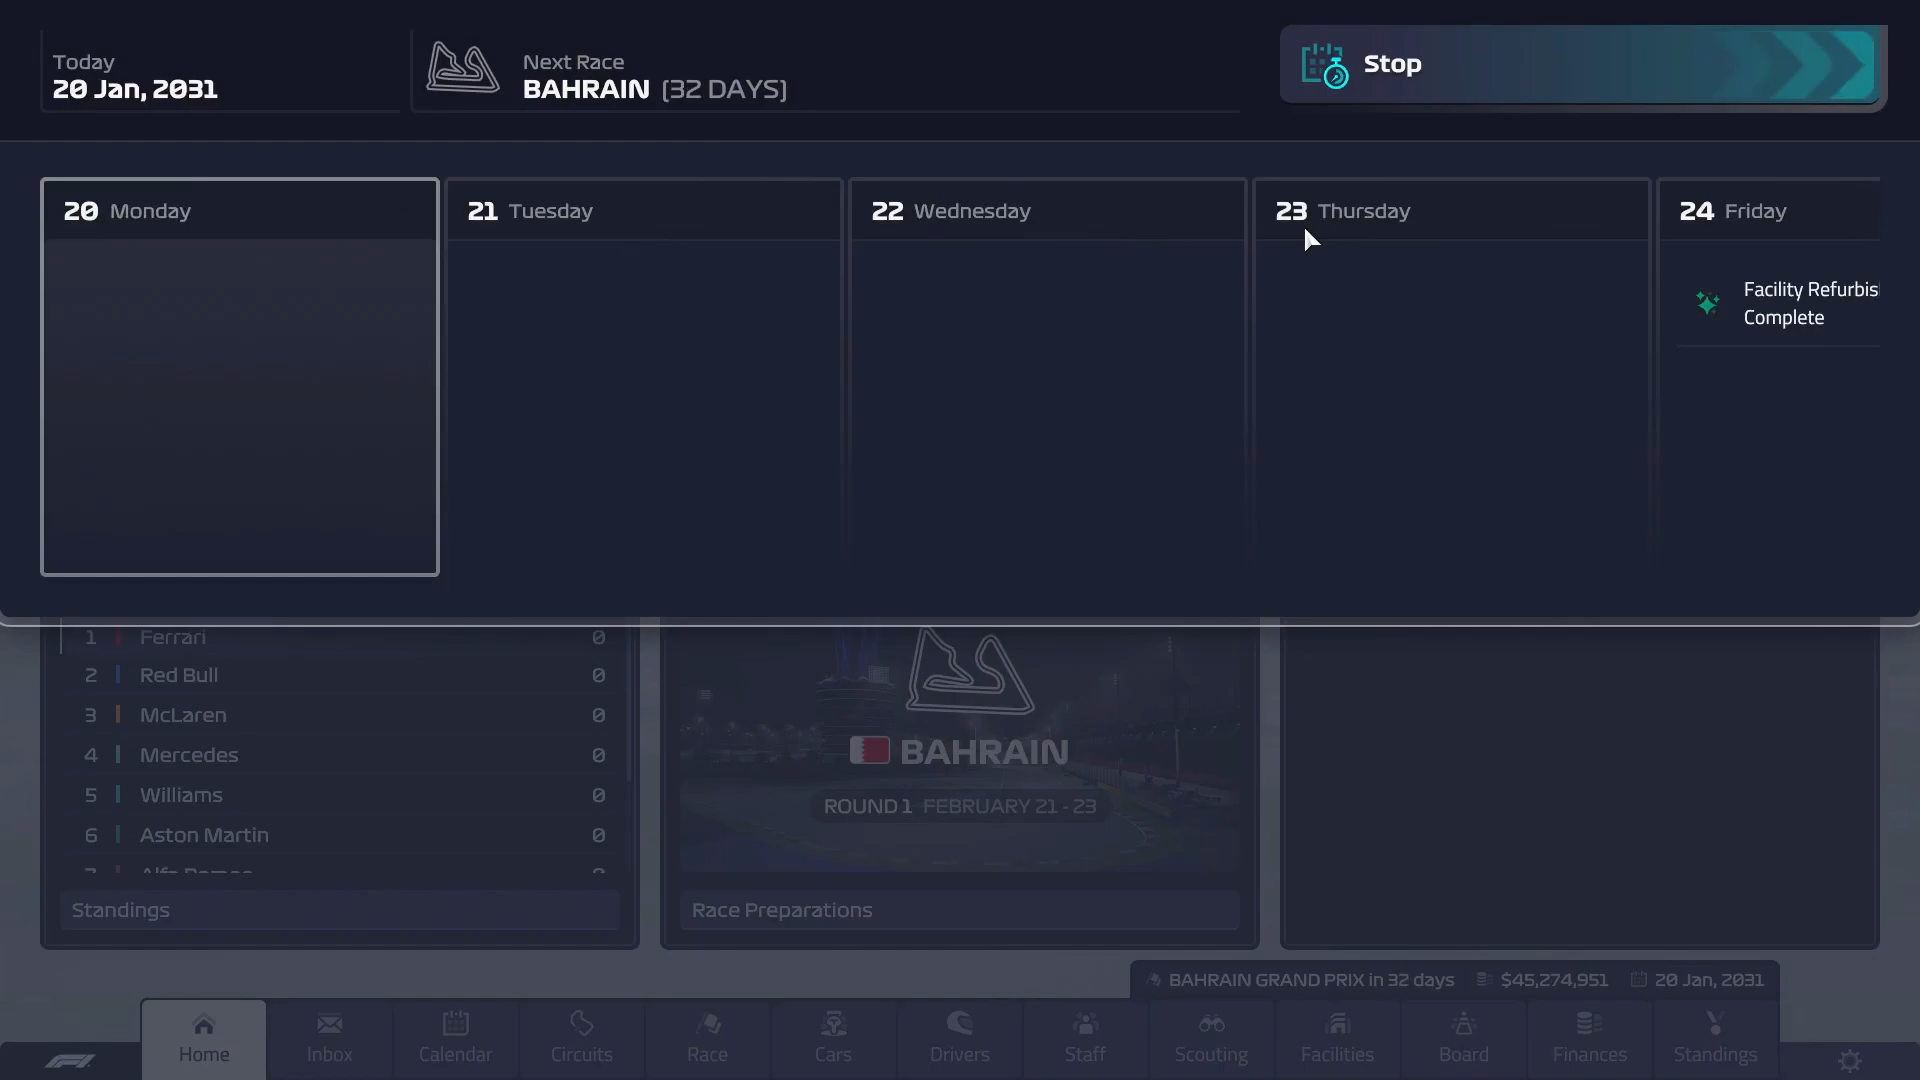 Today
20 Jan, 2031
Next Race
BAHRAIN [32 DAYS]
Stop
20 Monday
21 Tuesday
22 Wednesday
23 Thursday
24 Friday
Facility Refurbis
Complete
1 Ferrari 0
2 Red Bull 0
3 McLaren 0
4 Mercedes 0
5 Williams 0
6 Aston Martin 0
7 Alfa Romeo 0
Standings
BAHRAIN
ROUND 1 FEBRUARY 21 - 23
Race Preparations
BAHRAIN GRAND PRIX in 32 days $45,274,951 20 Jan, 2031
Home
Inbox
Calendar
Circuits
Race
Cars
Drivers
Staff
Scouting
Facilities
Board
Finances
Standings